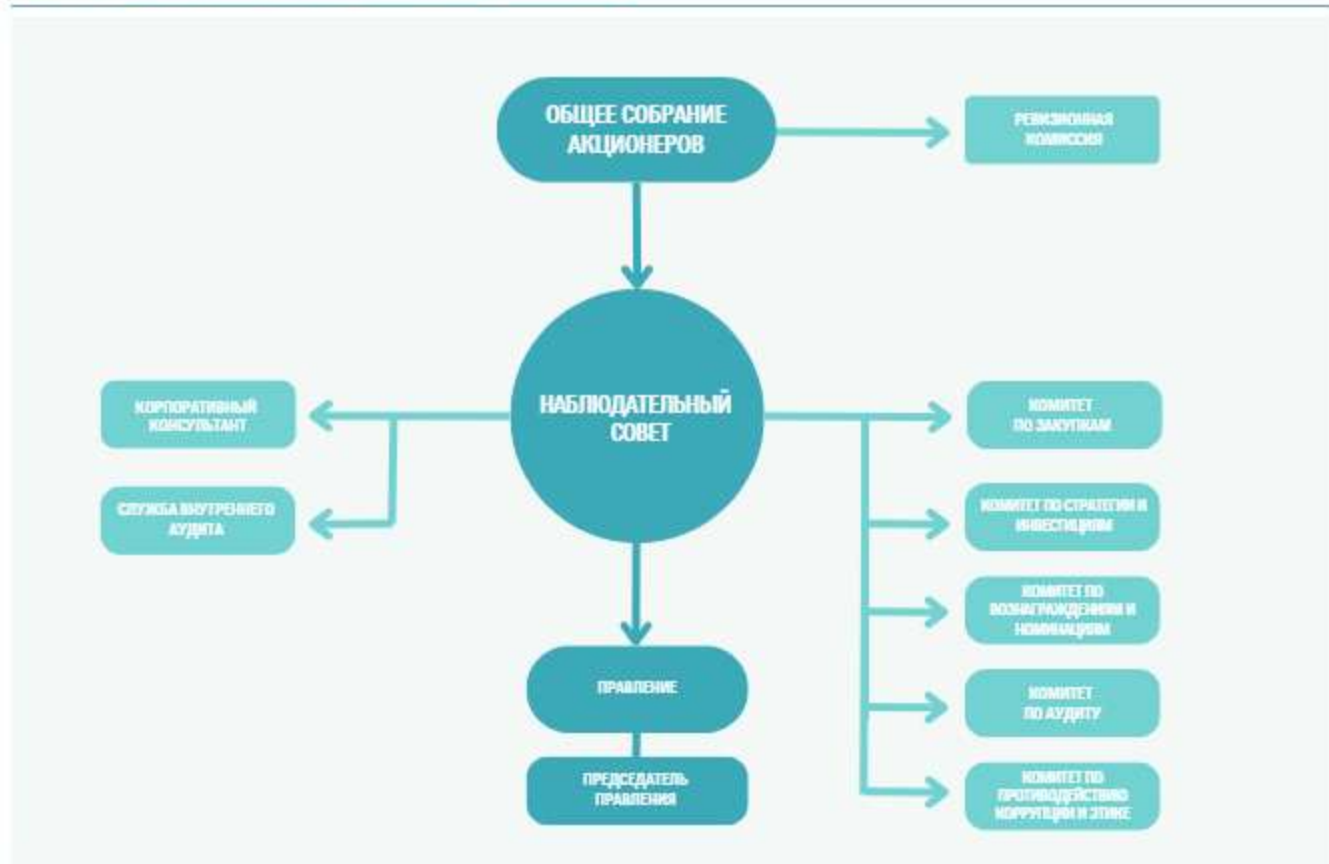 ОБЩЕЕ СОБРАНИЕ
АКЦИОНЕРОВ
РЕВИЗИОННАЯ
КОМИССИЯ
НАБЛЮДАТЕЛЬНЫЙ
СОВЕТ
КОРПОРАТИВНЫЙ
КОНСУЛЬТАНТ
СЛУЖБА ВНУТРЕННЕГО
АУДИТА
КОМИТЕТ
ПО ЗАКУПКАМ
КОМИТЕТ ПО СТРАТЕГИИ И
ИНВЕСТИЦИЯМ
КОМИТЕТ ПО
ВОЗНАГРАЖДЕНИЯМ И
НОМИНАЦИЯМ
КОМИТЕТ
ПО АУДИТУ
КОМИТЕТ ПО
ПРОТИВОДЕЙСТВИЮ
КОРРУПЦИИ И ЭТИКЕ
ПРАВЛЕНИЕ
ПРЕДСЕДАТЕЛЬ
ПРАВЛЕНИЯ